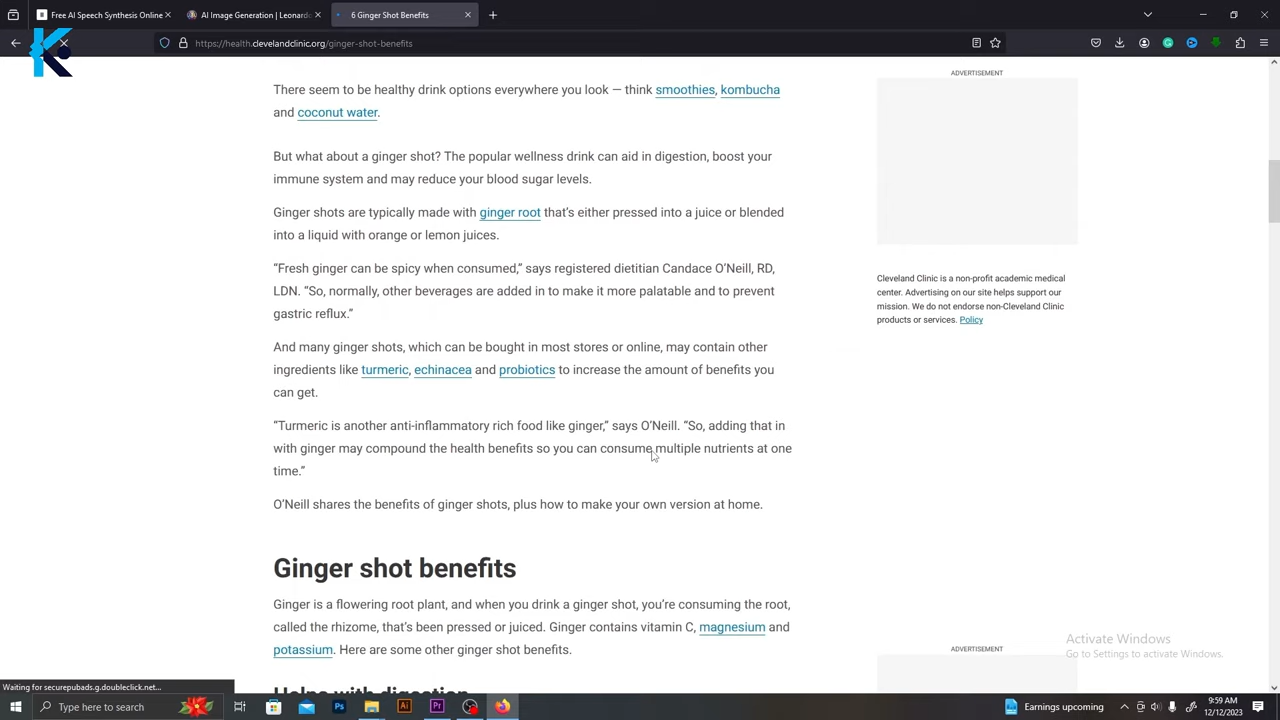 Free AI Speech Synthesis Online
AI Image Generation | Leonardo
6 Ginger Shot Benefits
https://health.clevelandclinic.org/ginger-shot-benefits
There seem to be healthy drink options everywhere you look — think smoothies, kombucha
and coconut water.
But what about a ginger shot? The popular wellness drink can aid in digestion, boost your
immune system and may reduce your blood sugar levels.
Ginger shots are typically made with ginger root that's either pressed into a juice or blended
into a liquid with orange or lemon juices.
“Fresh ginger can be spicy when consumed,” says registered dietitian Candace O'Neill, RD,
LDN. “So, normally, other beverages are added in to make it more palatable and to prevent
gastric reflux.”
And many ginger shots, which can be bought in most stores or online, may contain other
ingredients like turmeric, echinacea and probiotics to increase the amount of benefits you
can get.
“Turmeric is another anti-inflammatory rich food like ginger,” says O'Neill. “So, adding that in
with ginger may compound the health benefits so you can consume multiple nutrients at one
time.”
O'Neill shares the benefits of ginger shots, plus how to make your own version at home.
Ginger shot benefits
Ginger is a flowering root plant, and when you drink a ginger shot, you're consuming the root,
called the rhizome, that's been pressed or juiced. Ginger contains vitamin C, magnesium and
potassium. Here are some other ginger shot benefits.
Helps with digestion
ADVERTISEMENT
Cleveland Clinic is a non-profit academic medical
center. Advertising on our site helps support our
mission. We do not endorse non-Cleveland Clinic
products or services. Policy
ADVERTISEMENT
Activate Windows
Go to Settings to activate Windows.
Waiting for securepubads.g.doubleclick.net...
Type here to search
Earnings upcoming
9:59 AM
12/12/2023